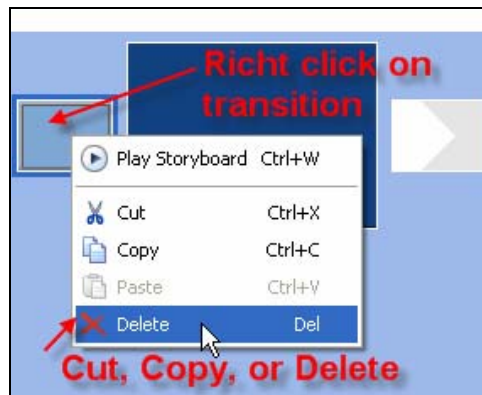 Richt click on
transition
Play Storyboard Ctrl+W
Cut Ctrl+X
Copy Ctrl+C
Paste Ctrl+V
Delete Del
Cut, Copy, or Delete